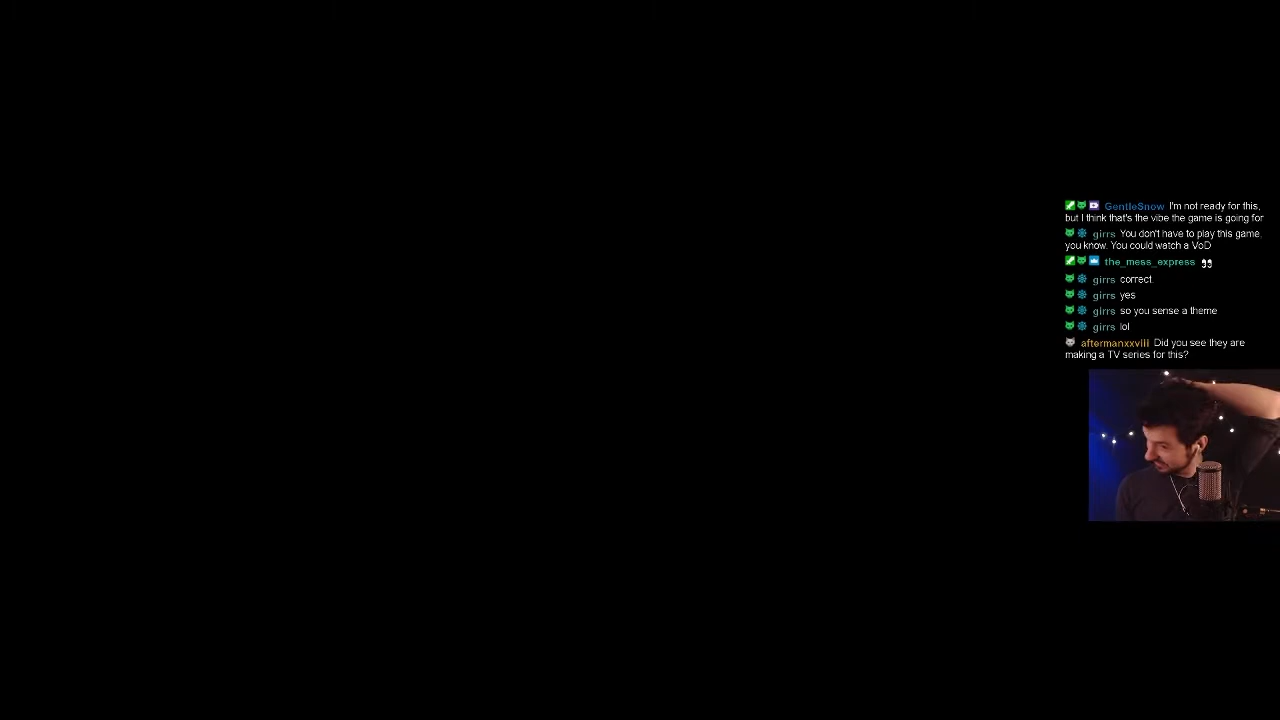 GentleSnow I'm not ready for this,
but I think that's the vibe the game is going for
girrs You don't have to play this game,
you know. You could watch a VoD
the_mess_express
girrs correct.
girrs yes
girrs so you sense a theme
girrs lol
aftermanxxviii Did you see they are
making a TV series for this?